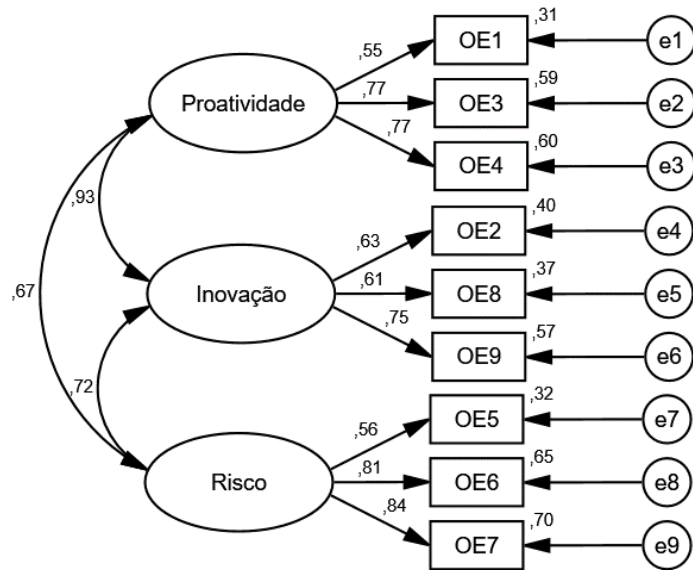 ,31
,55 OE1 e1
,59
Proatividade ,77 OE3 e2
,60
,77 OE4 e3
,93
,40
,63 OE2 e4
,37
,67 Inovação ,61 OE8 e5
,57
,75 OE9 e6
,72
,32
,56 OE5 e7
,65
Risco ,81 OE6 e8
,70
,84 OE7 e9